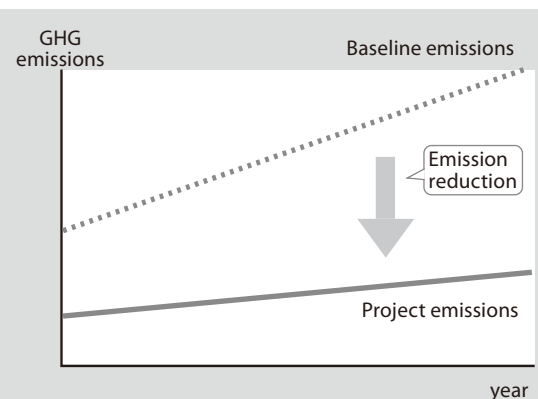 GHG
emissions
Baseline emissions
Emission
reduction
Project emissions
year